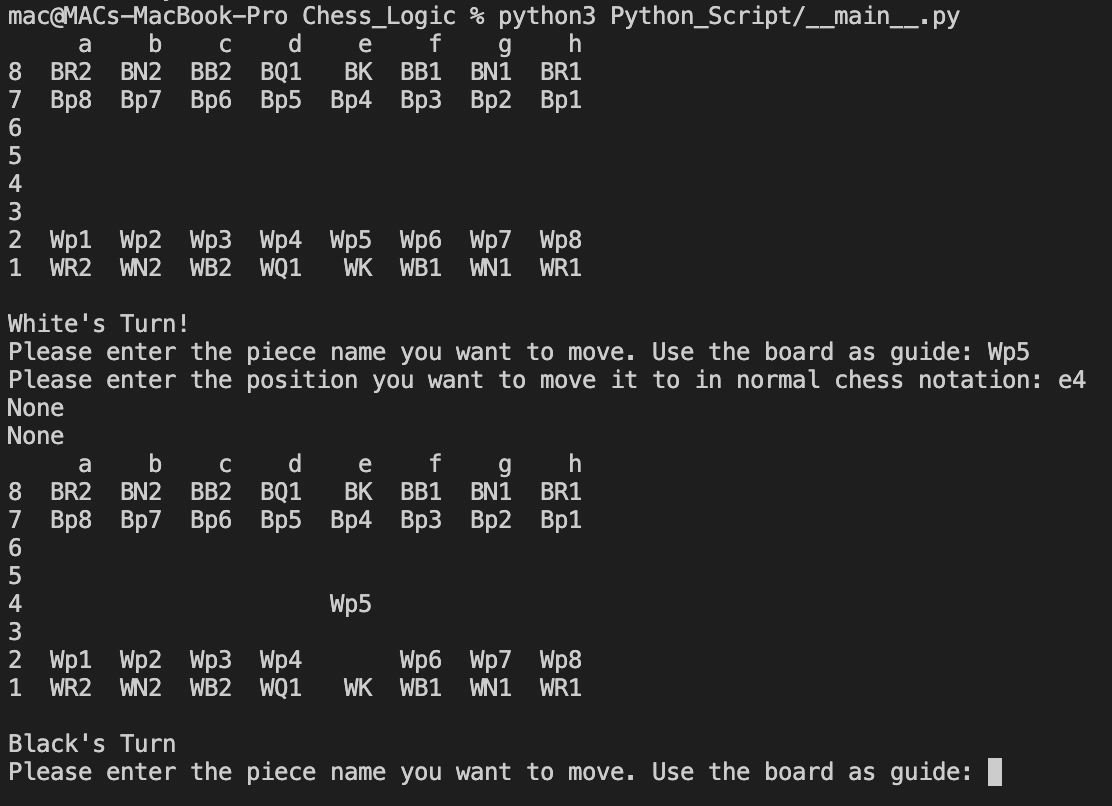 mac@MACs-MacBook-Pro Chess_Logic % python3 Python_Script/__main__.py
     a    b    c    d    e    f    g    h
8  BR2  BN2  BB2  BQ1   BK  BB1  BN1  BR1
7  Bp8  Bp7  Bp6  Bp5  Bp4  Bp3  Bp2  Bp1
6
5
4
3
2  Wp1  Wp2  Wp3  Wp4  Wp5  Wp6  Wp7  Wp8
1  WR2  WN2  WB2  WQ1   WK  WB1  WN1  WR1

White's Turn!
Please enter the piece name you want to move. Use the board as guide: Wp5
Please enter the position you want to move it to in normal chess notation: e4
None
None
     a    b    c    d    e    f    g    h
8  BR2  BN2  BB2  BQ1   BK  BB1  BN1  BR1
7  Bp8  Bp7  Bp6  Bp5  Bp4  Bp3  Bp2  Bp1
6
5
4                      Wp5
3
2  Wp1  Wp2  Wp3  Wp4       Wp6  Wp7  Wp8
1  WR2  WN2  WB2  WQ1   WK  WB1  WN1  WR1

Black's Turn
Please enter the piece name you want to move. Use the board as guide: